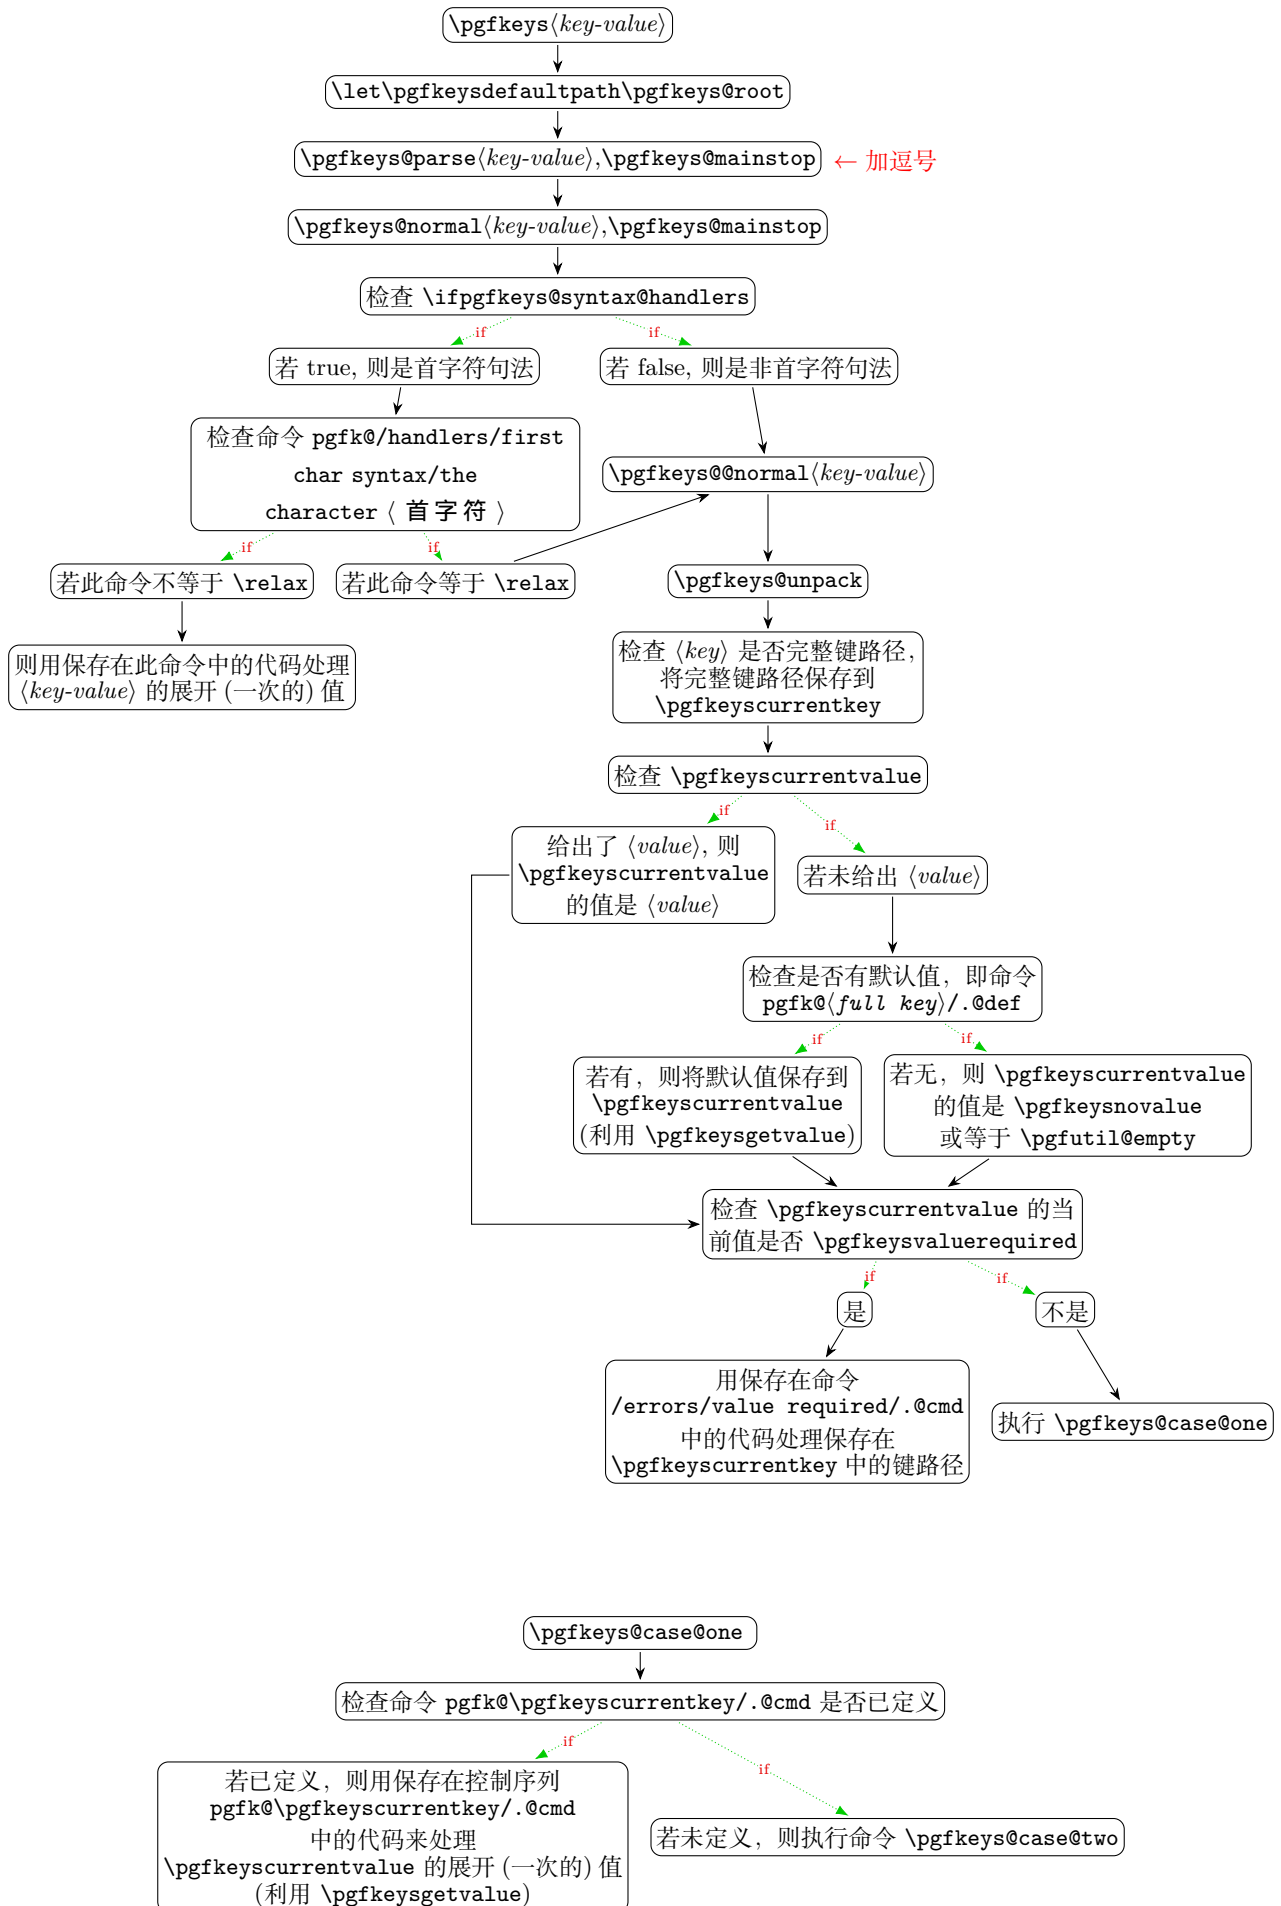 \pgfkeys⟨key-value⟩
\let\pgfkeysdefaultpath\pgfkeys@root
\pgfkeys@parse⟨key-value⟩,\pgfkeys@mainstop ← 加逗号
\pgfkeys@normal⟨key-value⟩,\pgfkeys@mainstop
检查 \ifpgfkeys@syntax@handlers
if
if
若 true, 则是首字符句法
若 false, 则是非首字符句法
检查命令 pgfk@/handlers/first
char syntax/the
character ⟨ 首字符 ⟩
\pgfkeys@@normal⟨key-value⟩
if
if
若此命令不等于 \relax
若此命令等于 \relax
\pgfkeys@unpack
则用保存在此命令中的代码处理
⟨key-value⟩ 的展开 (一次的) 值
检查 ⟨key⟩ 是否完整键路径,
将完整键路径保存到
\pgfkeyscurrentkey
检查 \pgfkeyscurrentvalue
if
if
给出了 ⟨value⟩, 则
\pgfkeyscurrentvalue
的值是 ⟨value⟩
若未给出 ⟨value⟩
检查是否有默认值，即命令
pgfk@⟨full key⟩/.@def
if
if
若有，则将默认值保存到
\pgfkeyscurrentvalue
(利用 \pgfkeysgetvalue)
若无，则 \pgfkeyscurrentvalue
的值是 \pgfkeysnovalue
或等于 \pgfutil@empty
检查 \pgfkeyscurrentvalue 的当
前值是否 \pgfkeysvaluerequired
if
if
是
不是
用保存在命令
/errors/value required/.@cmd
中的代码处理保存在
\pgfkeyscurrentkey 中的键路径
执行 \pgfkeys@case@one
\pgfkeys@case@one
检查命令 pgfk@\pgfkeyscurrentkey/.@cmd 是否已定义
if
if
若已定义，则用保存在控制序列
pgfk@\pgfkeyscurrentkey/.@cmd
中的代码来处理
\pgfkeyscurrentvalue 的展开 (一次的) 值
(利用 \pgfkeysgetvalue)
若未定义，则执行命令 \pgfkeys@case@two